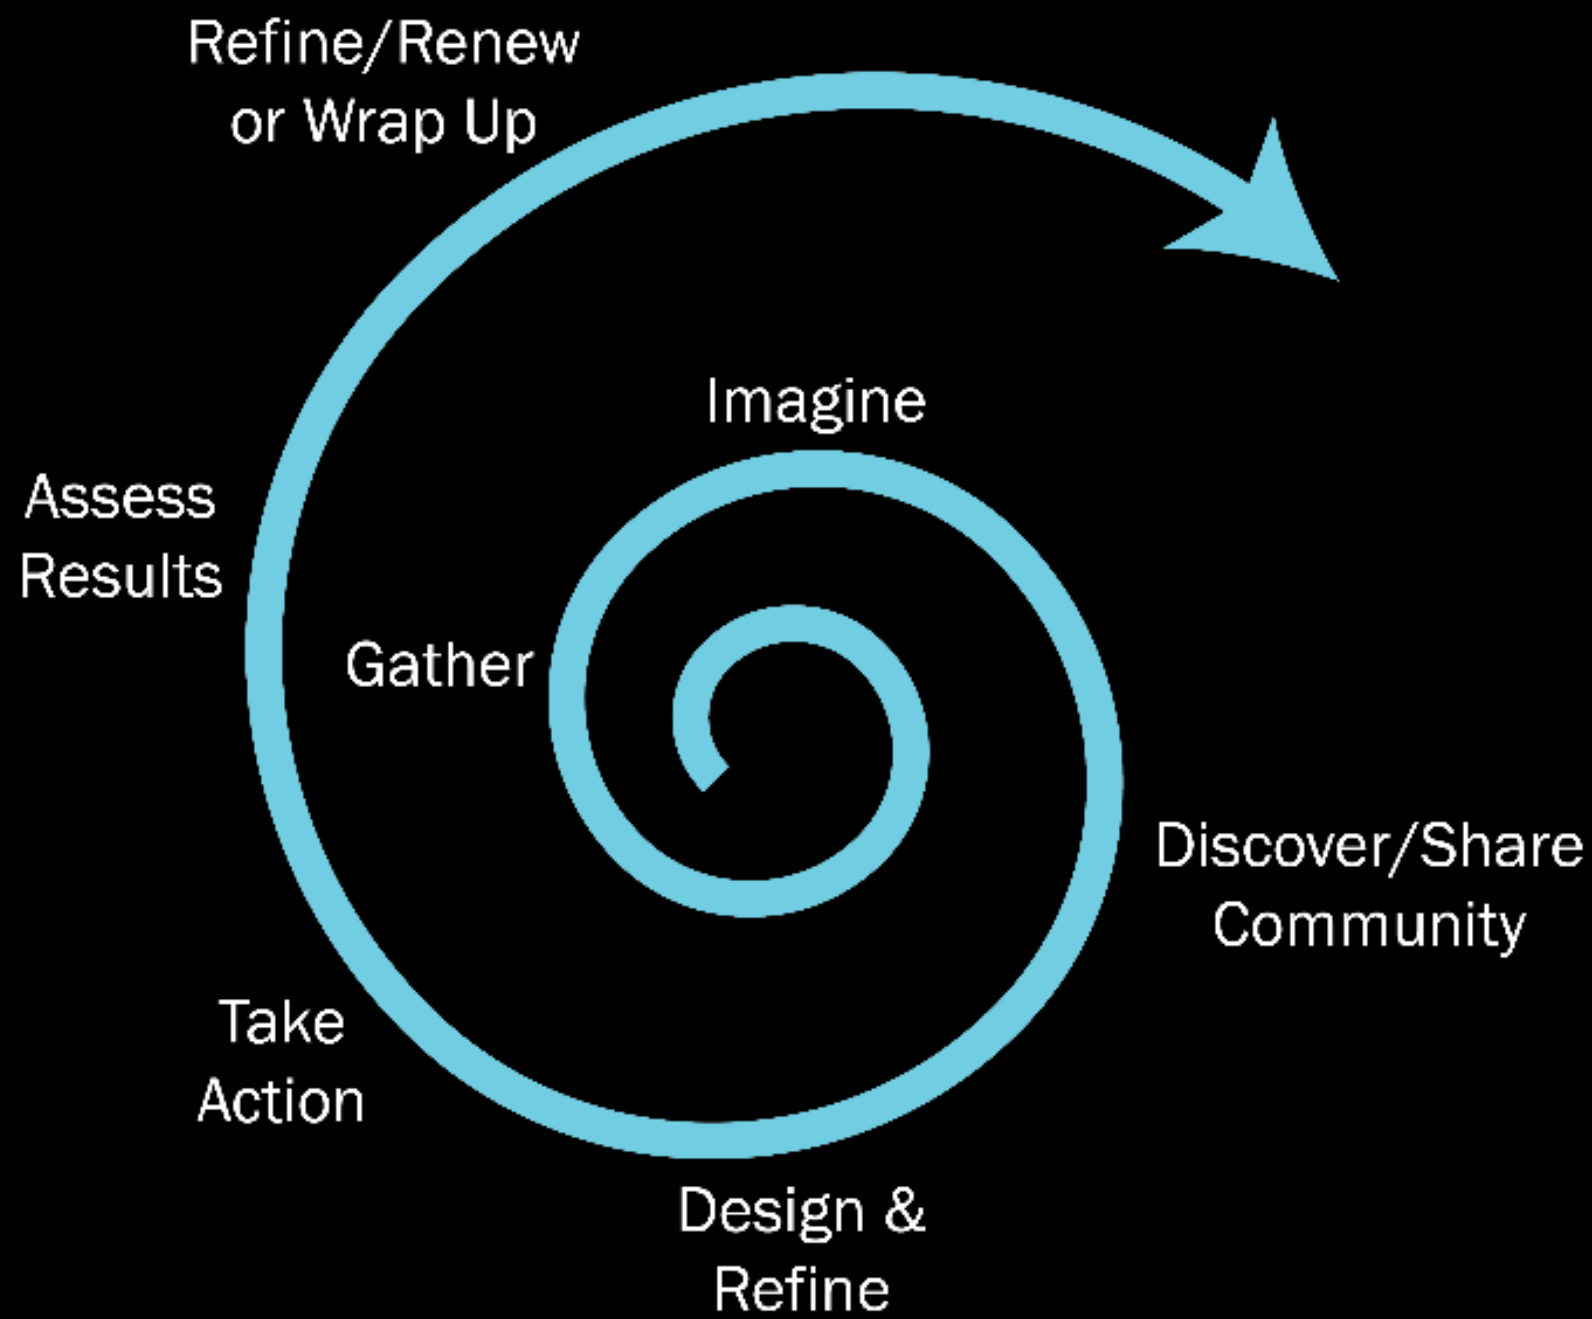 Refine/Renew
or Wrap Up
Imagine
Assess
Results
Gather
Discover/Share
Community
Take
Action
Design &
Refine